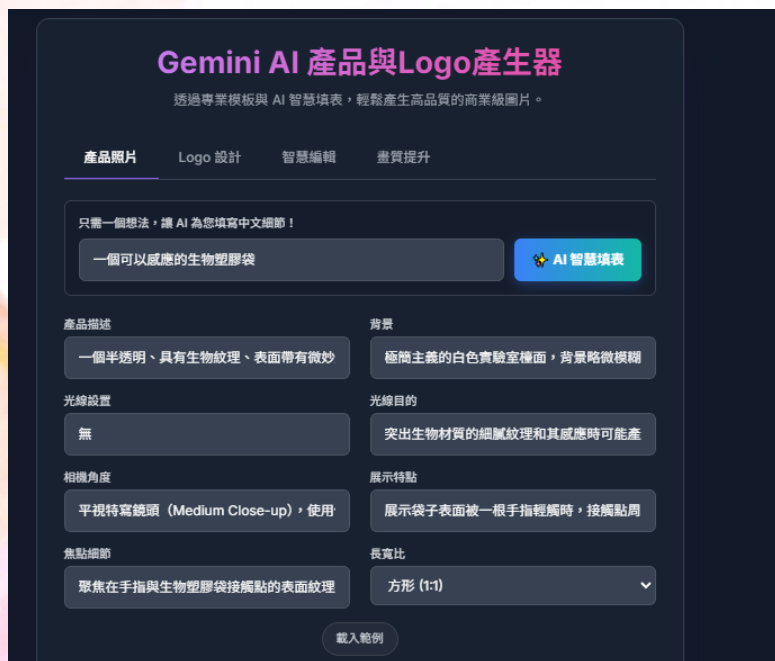 Gemini AI 產品與Logo產生器
透過專業模板與 AI 智慧填表，輕鬆產生高品質的商業級圖片。
產品照片 Logo 設計 智慧編輯 畫質提升
只需一個想法，讓 AI 為您填寫中文細節！
一個可以感應的生物塑膠袋 ✨ AI 智慧填表
產品描述 背景
一個半透明、具有生物紋理、表面帶有微妙 極簡主義的白色實驗室檯面，背景略微模糊
光線設置 光線目的
無 突出生物材質的細膩紋理和其感應時可能產
相機角度 展示特點
平視特寫鏡頭（Medium Close-up），使用 展示袋子表面被一根手指輕觸時，接觸點周
焦點細節 長寬比
聚焦在手指與生物塑膠袋接觸點的表面紋理 方形 (1:1)
載入範例